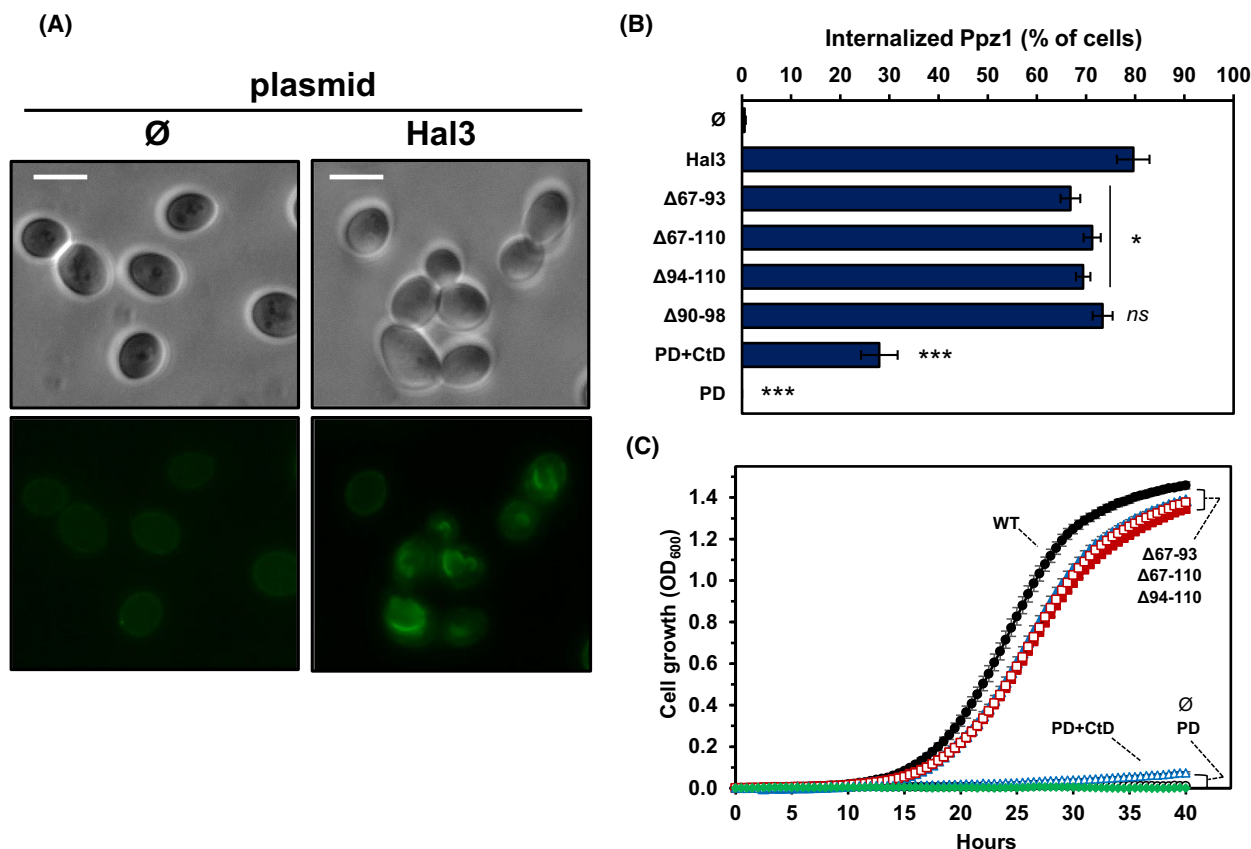 (A)
plasmid
Ø
Hal3
(B)
Internalized Ppz1 (% of cells)
0 10 20 30 40 50 60 70 80 90 100
Ø
Hal3
Δ67-93
Δ67-110
*
Δ94-110
Δ90-98
ns
PD+CtD
***
PD
***
(C)
Cell growth (OD600)
1.4
1.2
1.0
0.8
0.6
0.4
0.2
0.0
WT
Δ67-93
Δ67-110
Δ94-110
Ø
PD+CtD
PD
0 5 10 15 20 25 30 35 40
Hours